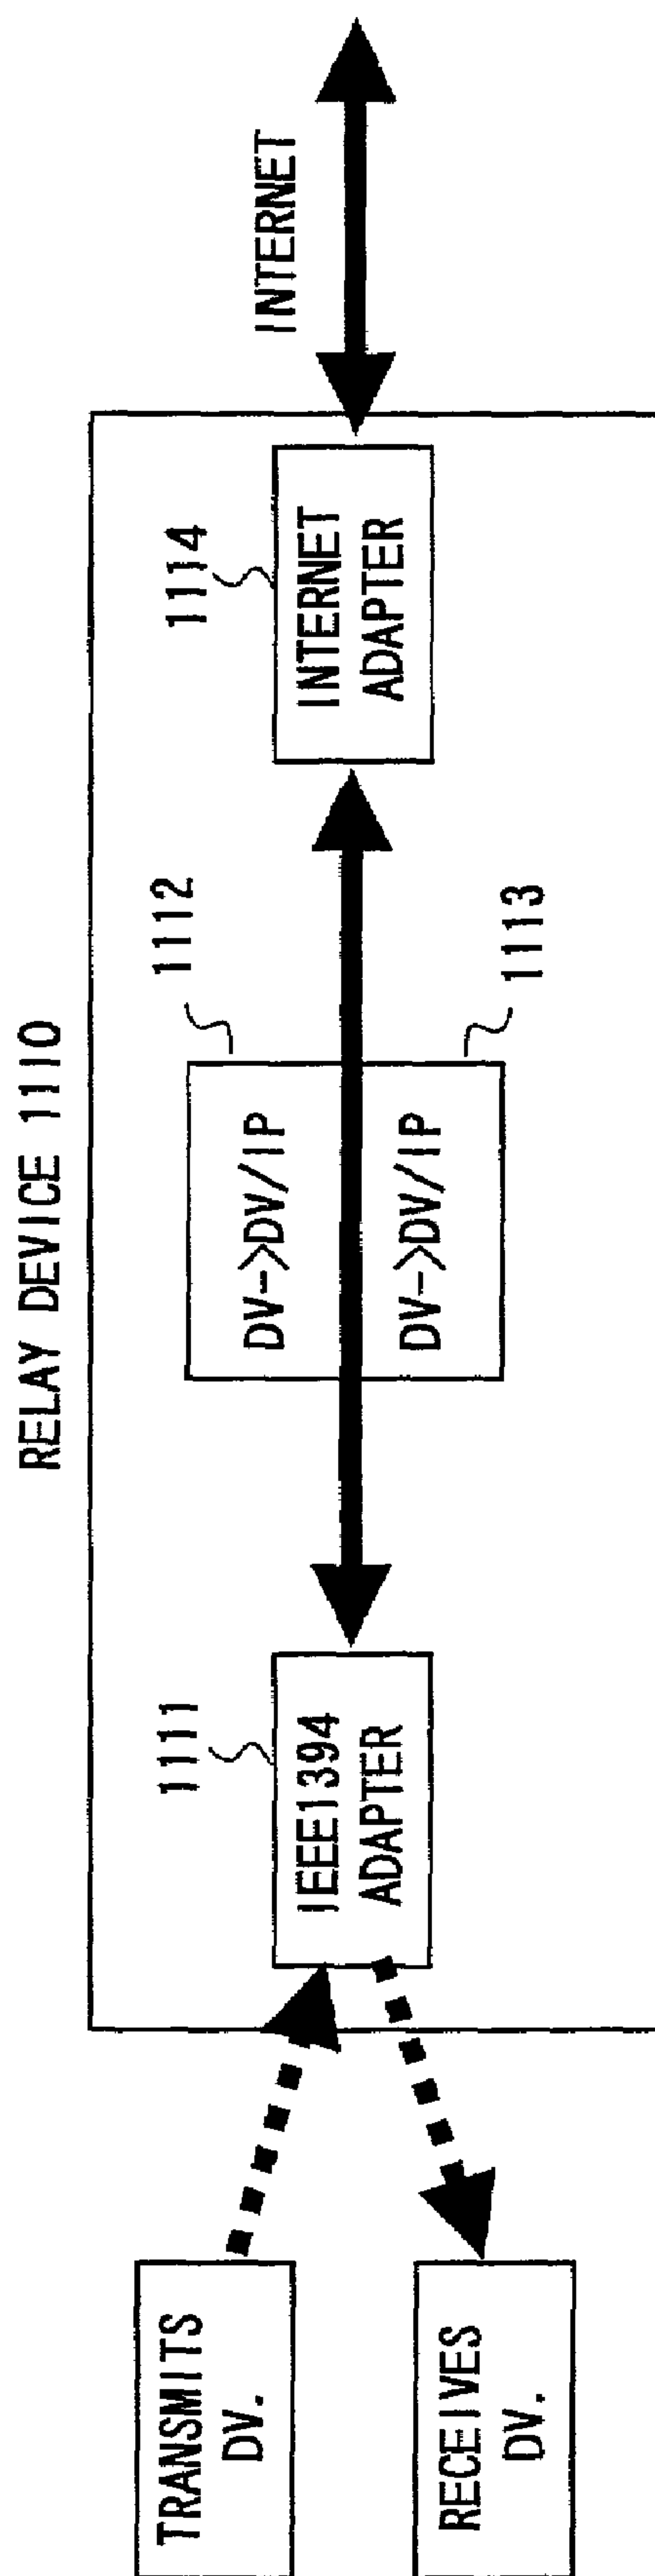 RELAY DEVICE 1110
TRANSMITS
DV.
RECEIVES
DV.
1111
IEEE1394
ADAPTER
1112
DV->DV/IP
DV->DV/IP
1113
1114
INTERNET
ADAPTER
INTERNET